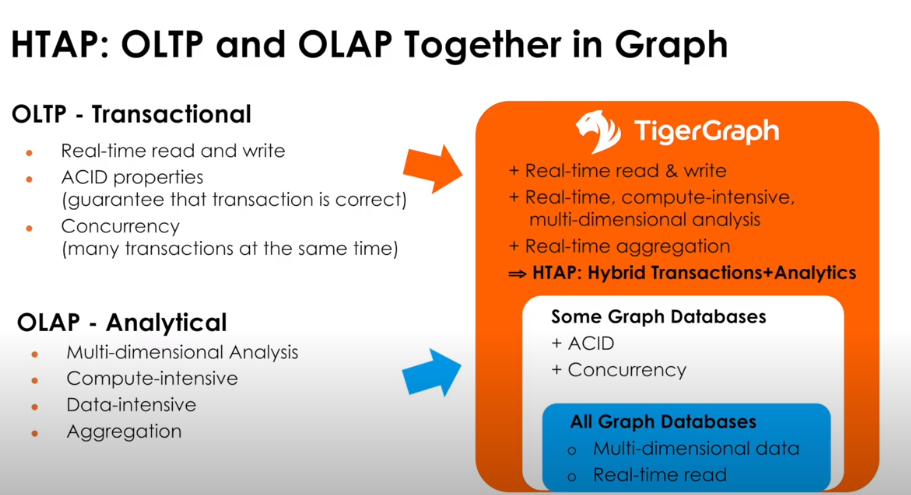 HTAP: OLTP and OLAP Together in Graph
OLTP - Transactional
• Real-time read and write
• ACID properties
(guarantee that transaction is correct)
• Concurrency
(many transactions at the same time)
OLAP - Analytical
• Multi-dimensional Analysis
• Compute-intensive
• Data-intensive
• Aggregation
TigerGraph
+ Real-time read & write
+ Real-time, compute-intensive,
multi-dimensional analysis
+ Real-time aggregation
⇒ HTAP: Hybrid Transactions+Analytics
Some Graph Databases
+ ACID
+ Concurrency
All Graph Databases
o Multi-dimensional data
o Real-time read